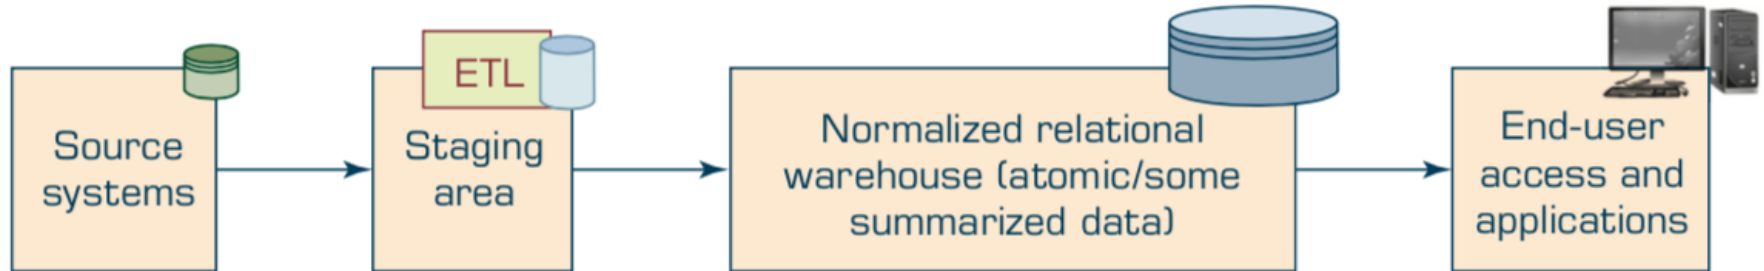 Source
systems
ETL
Staging
area
Normalized relational
warehouse (atomic/some
summarized data)
End-user
access and
applications